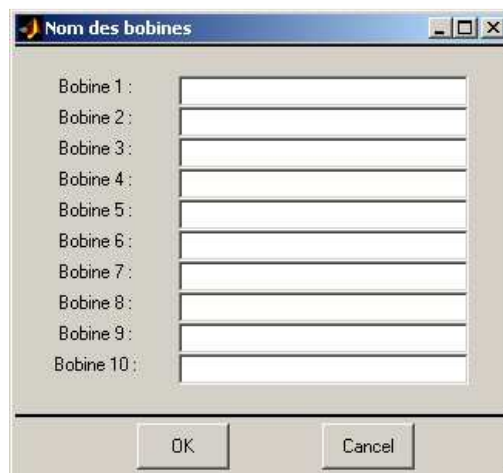 Nom des bobines
Bobine 1 :
Bobine 2 :
Bobine 3 :
Bobine 4 :
Bobine 5 :
Bobine 6 :
Bobine 7 :
Bobine 8 :
Bobine 9 :
Bobine 10 :
OK Cancel